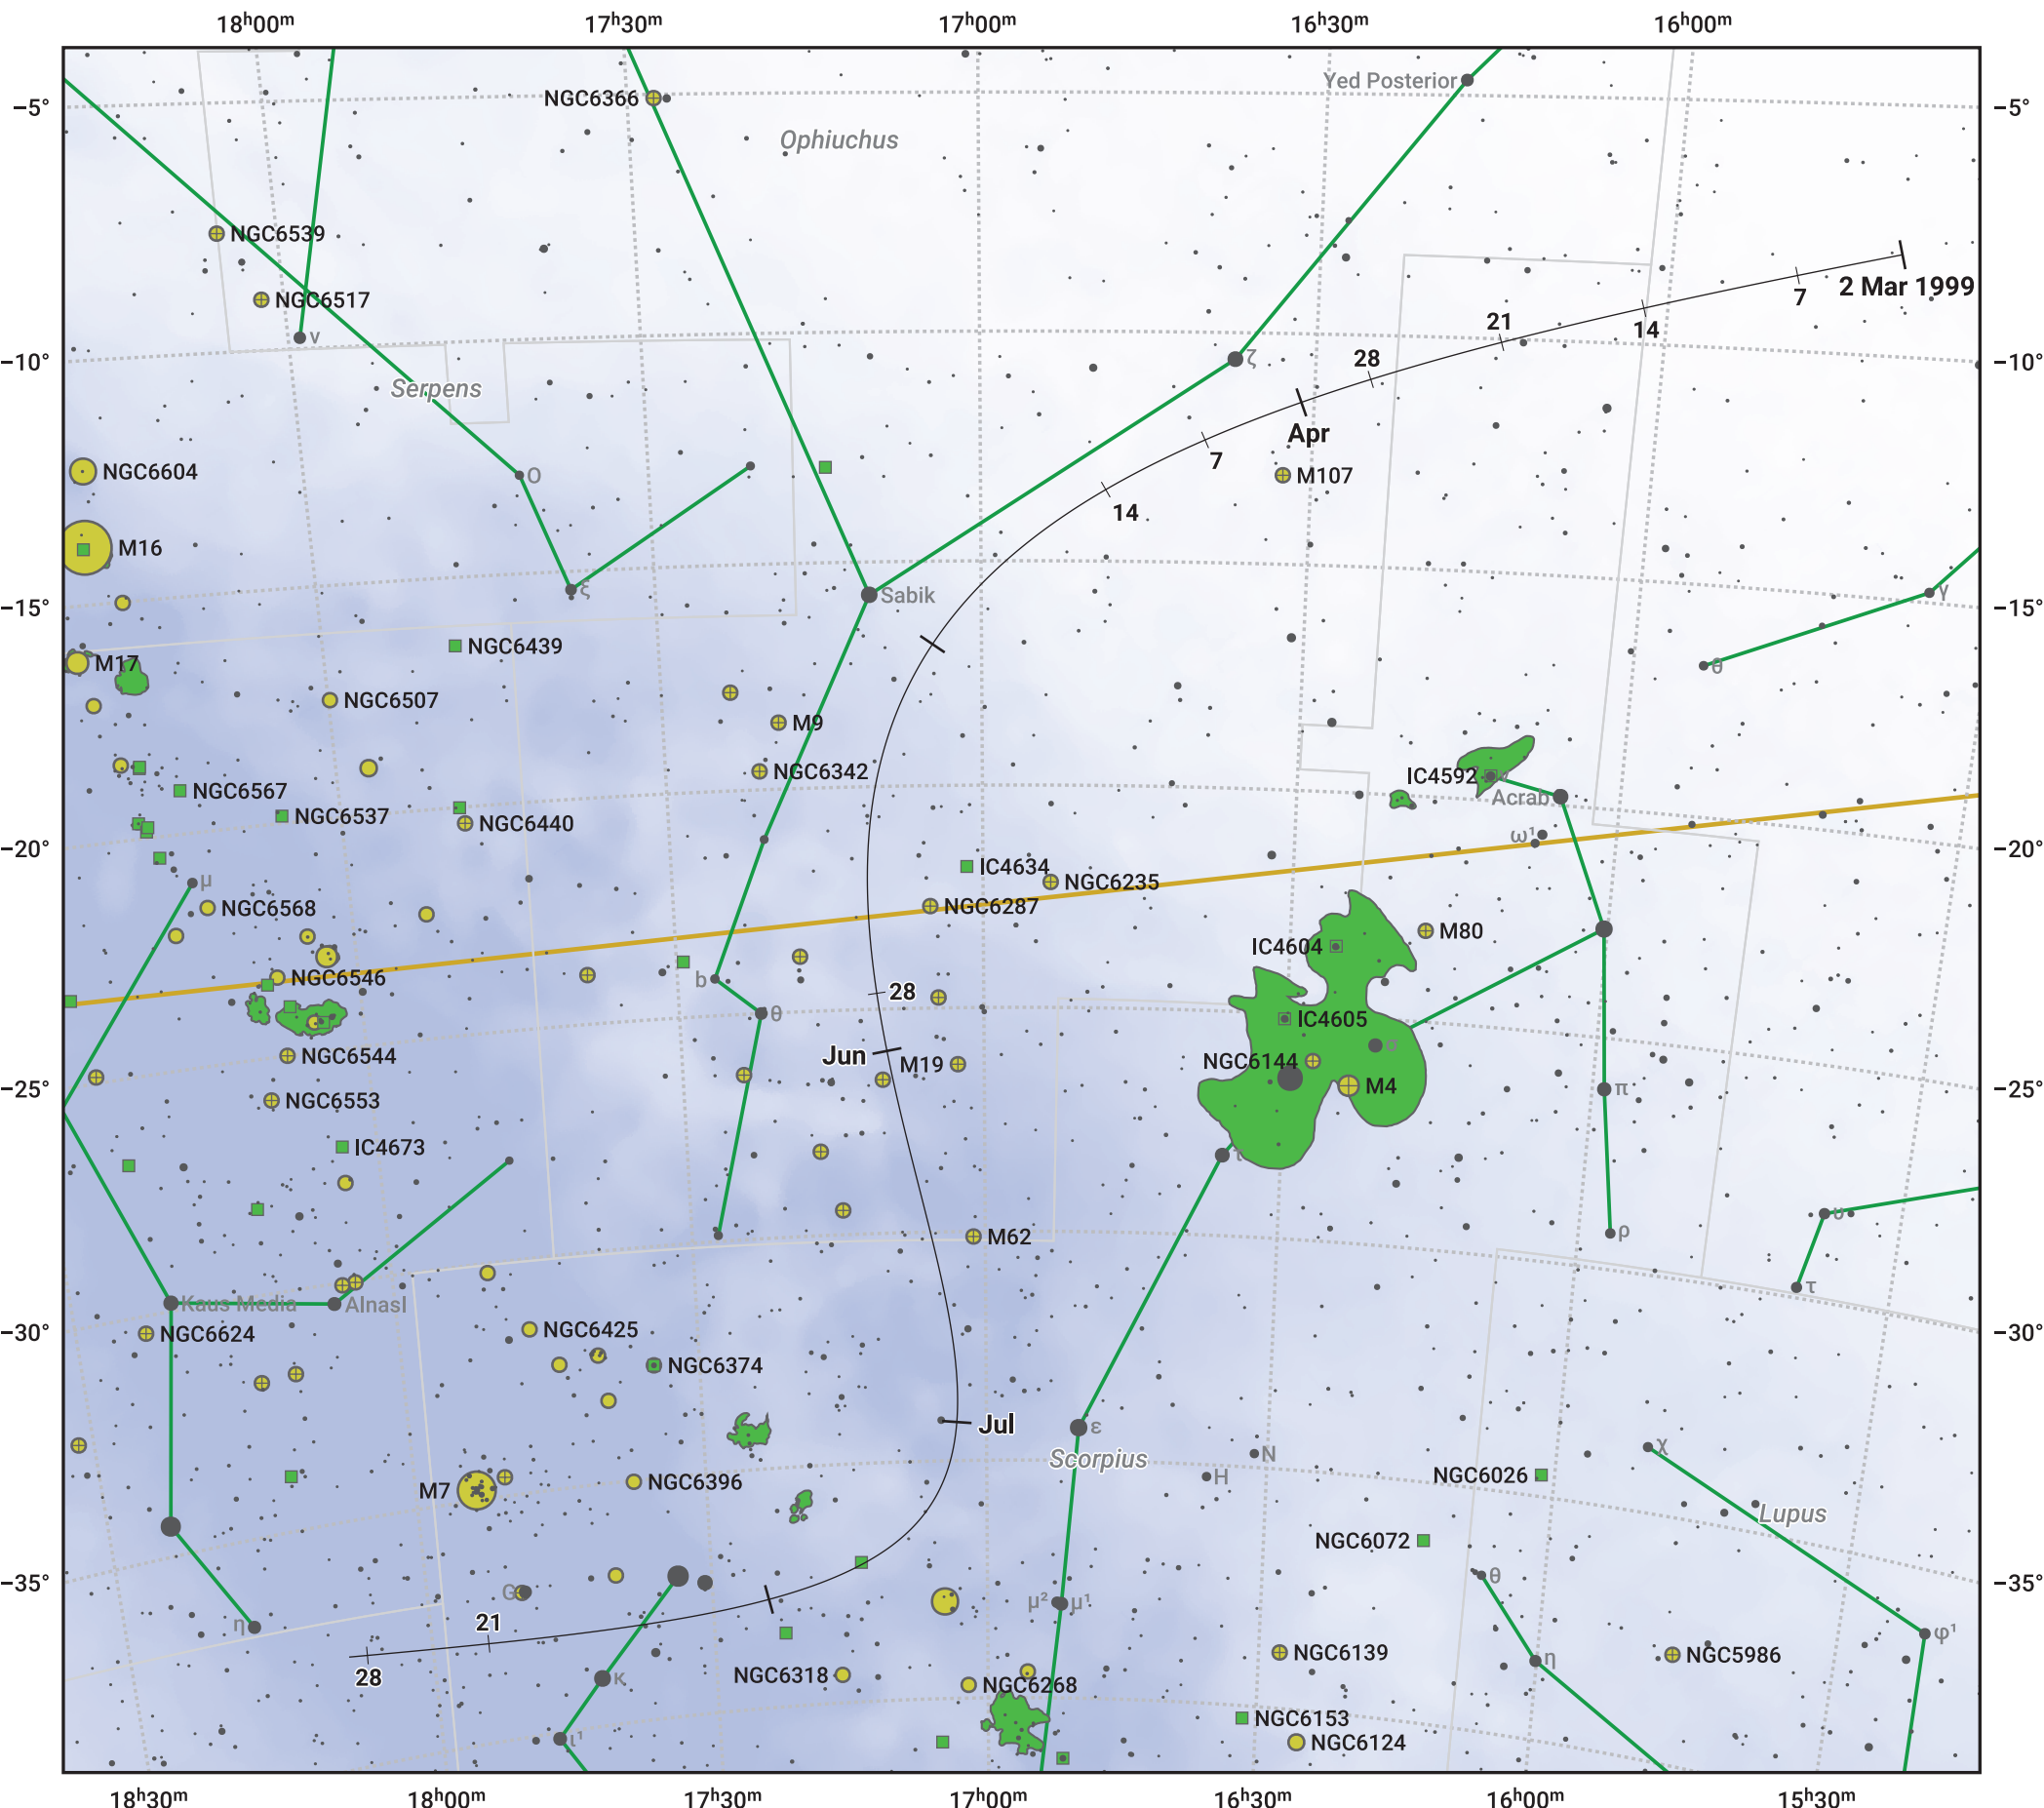 18h00m 17h30m 17h00m 16h30m 16h00m
Yed Posterior
NGC6366
−5° −5°
Ophiuchus
NGC6539
2 Mar 1999
7
NGC6517
14
21
ν
28
ζ
−10° −10°
Serpens
Apr
7
NGC6604
ο
M107
14
M16
ξ
Sabik
γ
−15° −15°
NGC6439
M17
θ
NGC6507
M9
NGC6342
IC4592
ν
NGC6567
Acrab
NGC6537
NGC6440
ω¹
−20° −20°
IC4634
μ
NGC6235
NGC6568
NGC6287
M80
IC4604
NGC6546
b
28
θ
IC4605
σ
NGC6544
Jun
M19
NGC6144
M4
−25° −25°
π
NGC6553
IC4673
τ
υ
ρ
M62
τ
Kaus Media
Alnasl
NGC6624
NGC6425
−30° −30°
NGC6374
Jul
ε
χ
Scorpius
N
NGC6026
H
NGC6396
M7
Lupus
NGC6072
θ
−35° −35°
G
μ² μ¹
21
η
φ¹
NGC6139
NGC5986
η
28
NGC6318
κ
NGC6268
NGC6153
ι¹
NGC6124
18h30m 18h00m 17h30m 17h00m 16h30m 16h00m 15h30m